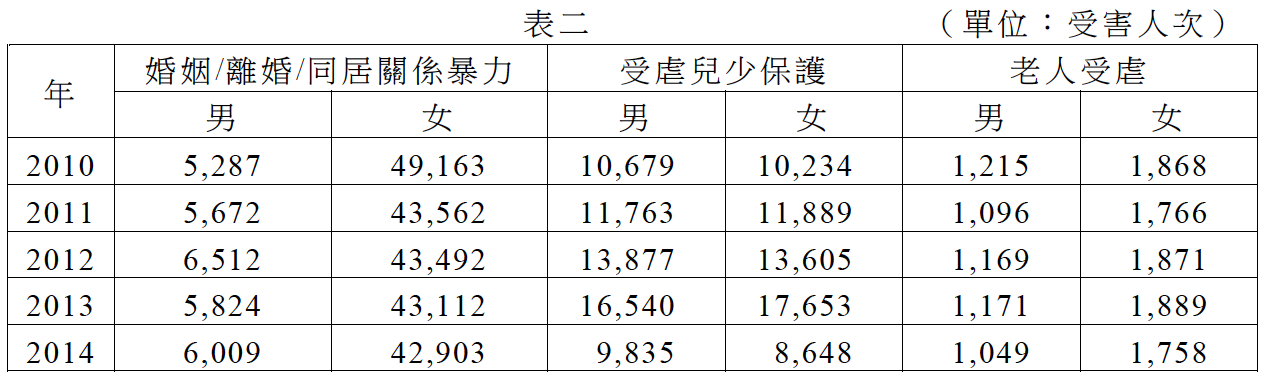 表二 （單位：受害人次）
年 婚姻/離婚/同居關係暴力 受虐兒少保護 老人受虐
男 女 男 女 男 女
2010 5,287 49,163 10,679 10,234 1,215 1,868
2011 5,672 43,562 11,763 11,889 1,096 1,766
2012 6,512 43,492 13,877 13,605 1,169 1,871
2013 5,824 43,112 16,540 17,653 1,171 1,889
2014 6,009 42,903 9,835 8,648 1,049 1,758